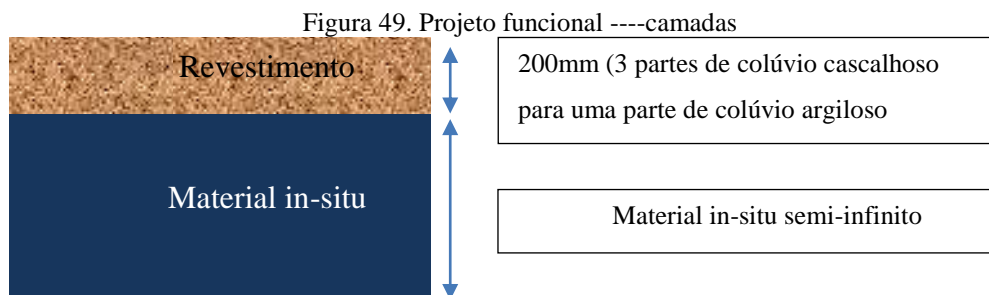 Figura 49. Projeto funcional ----camadas
Revestimento
200mm (3 partes de colúvio cascalhoso
para uma parte de colúvio argiloso
Material in-situ
Material in-situ semi-infinito